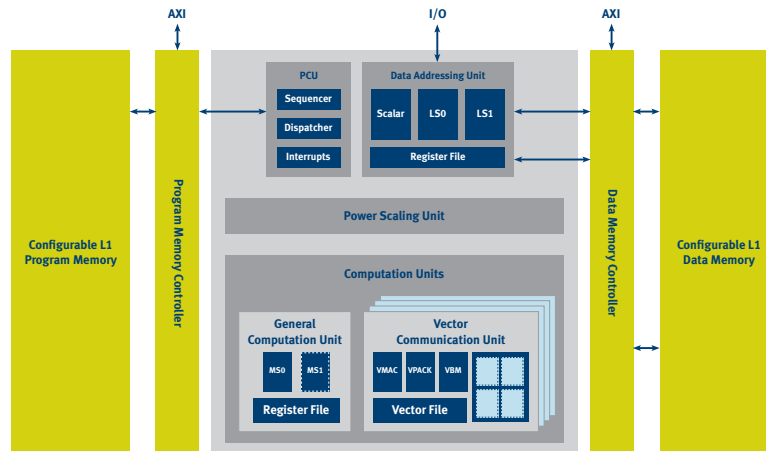 AXI
I/O
AXI
PCU
Sequencer
Dispatcher
Interrupts
Data Addressing Unit
Scalar
LS0
LS1
Register File
Configurable L1
Program Memory
Program Memory Controller
Power Scaling Unit
Data Memory Controller
Configurable L1
Data Memory
Computation Units
General
Computation Unit
MS0
MS1
Register File
Vector
Communication Unit
VMAC
VPACK
VBM
Vector File